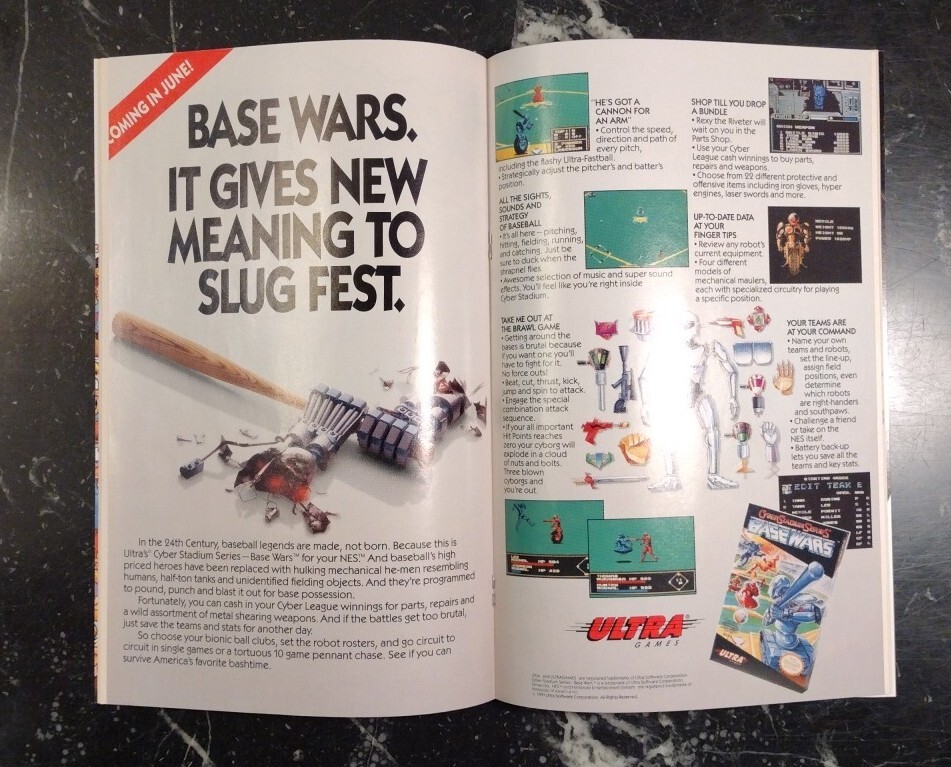 COMING IN JUNE!
BASE WARS.
IT GIVES NEW
MEANING TO
SLUG FEST.
In the 24th Century, baseball legends are made, not born. Because this is
Ultra's® Cyber Stadium Series—Base Wars™ for your NES.™ And baseball's high
priced heroes have been replaced with hulking mechanical he-men resembling
humans, half-ton tanks and unidentified fielding objects. And they're programmed
to pound, punch and blast it out for base possession.
Fortunately, you can cash in your Cyber League winnings for parts, repairs and
a wild assortment of metal shearing weapons. And if the battles get too brutal,
just save the teams and stats for another day.
So choose your bionic ball clubs, set the robot rosters, and go circuit to
circuit in single games or a tortuous 10 game pennant chase. See if you can
survive America's favorite bashtime.
"HE'S GOT A
CANNON FOR
AN ARM"
• Control the speed,
direction and path of
every pitch,
including the flashy Ultra-Fastball.
• Strategically adjust the pitcher's and batter's
position.
ALL THE SIGHTS,
SOUNDS AND
STRATEGY
OF BASEBALL
• It's all here—pitching,
hitting, fielding, running,
and catching. Just be
sure to duck when the
shrapnel flies.
• Awesome selection of music and super sound
effects. You'll feel like you're right inside
Cyber Stadium.
TAKE ME OUT AT
THE BRAWL GAME
• Getting around the
bases is brutal because
if you want one you'll
have to fight for it.
No force outs!
• Beat, cut, thrust, kick,
jump and spin to attack.
• Engage the special
combination attack
sequence.
• If your all important
Hit Points reaches
zero your cyborg will
explode in a cloud
of nuts and bolts.
Three blown
cyborgs and
you're out.
SHOP TILL YOU DROP
A BUNDLE
• Rexy the Riveter will
wait on you in the
Parts Shop.
• Use your Cyber
League cash winnings to buy parts,
repairs and weapons.
• Choose from 22 different protective and
offensive items including iron gloves, hyper
engines, laser swords and more.
UP-TO-DATE DATA
AT YOUR
FINGER TIPS
• Review any robot's
current equipment.
• Four different
models of
mechanical maulers,
each with specialized circuitry for playing
a specific position.
YOUR TEAMS ARE
AT YOUR COMMAND
• Name your own
teams and robots,
set the line-up,
assign field
positions, even
determine
which robots
are right-handers
and southpaws.
• Challenge a friend
or take on the
NES itself.
• Battery back-up
lets you save all the
teams and key stats.
EDIT TEAM
CYBER STADIUM SERIES
BASE WARS
ULTRA
ULTRA
GAMES